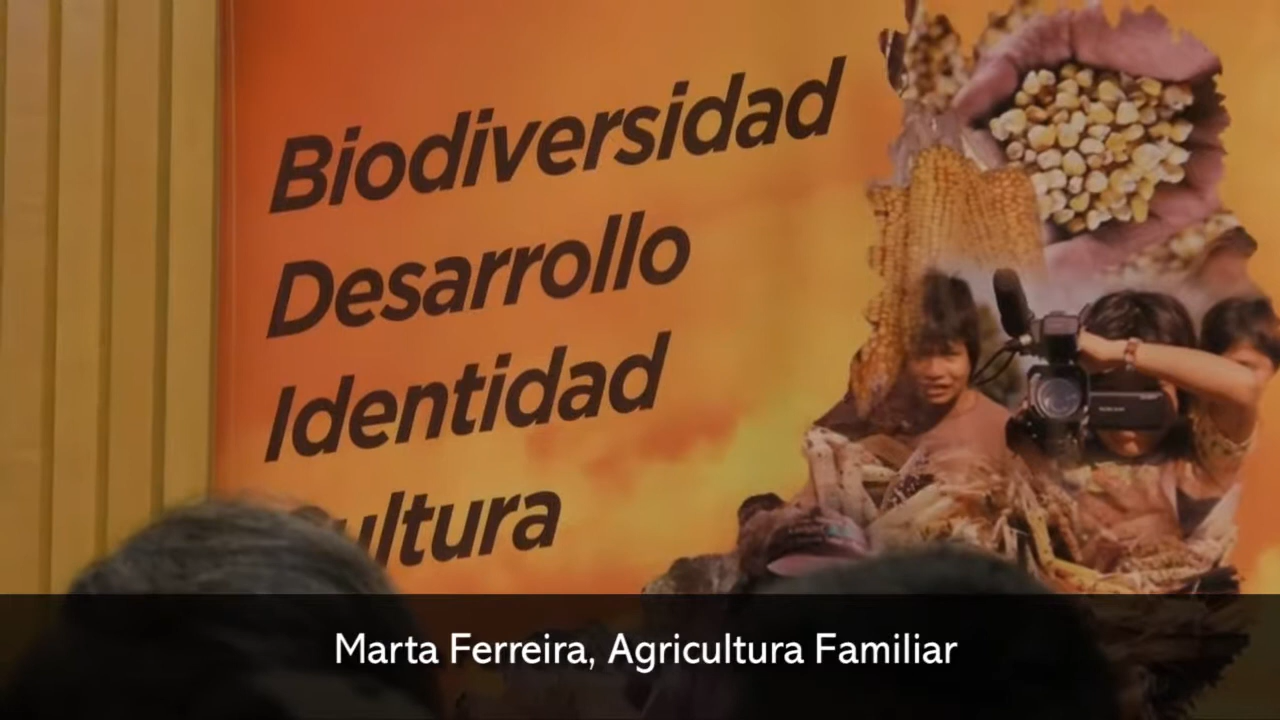 Biodiversidad
Desarrollo
Identidad
ultura
Marta Ferreira, Agricultura Familiar